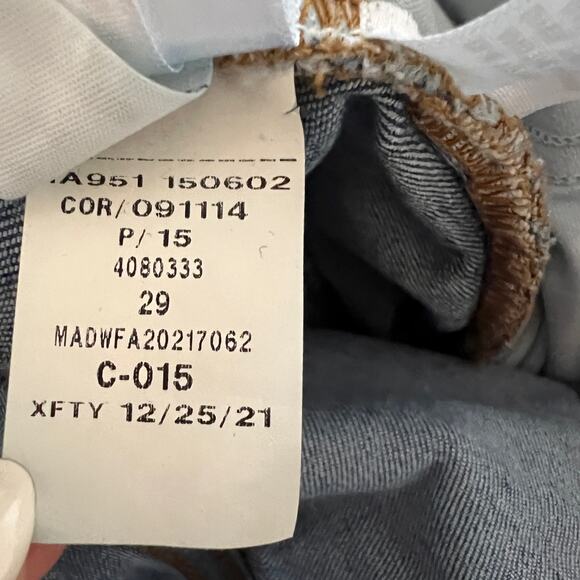 A951 150602
COR/091114
P/ 15
4080333
29
MADWFA20217062
C-015
XFTY 12/25/21